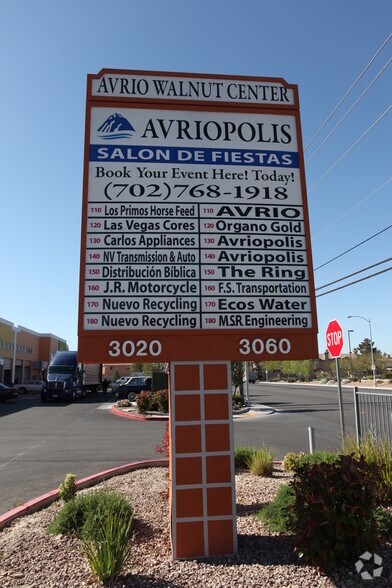 AVRIO WALNUT CENTER
AVRIOPOLIS
SALON DE FIESTAS
Book Your Event Here! Today!
(702)768-1918
110 Los Primos Horse Feed
120 Las Vegas Cores
130 Carlos Appliances
140 NV Transmission & Auto
150 Distribución Bíblica
160 J.R. Motorcycle
170 Nuevo Recycling
180 Nuevo Recycling
110 AVRIO
120 Organo Gold
130 Avriopolis
140 Avriopolis
150 The Ring
160 F.S. Transportation
170 Ecos Water
180 MSR Engineering
3020
3060
STOP